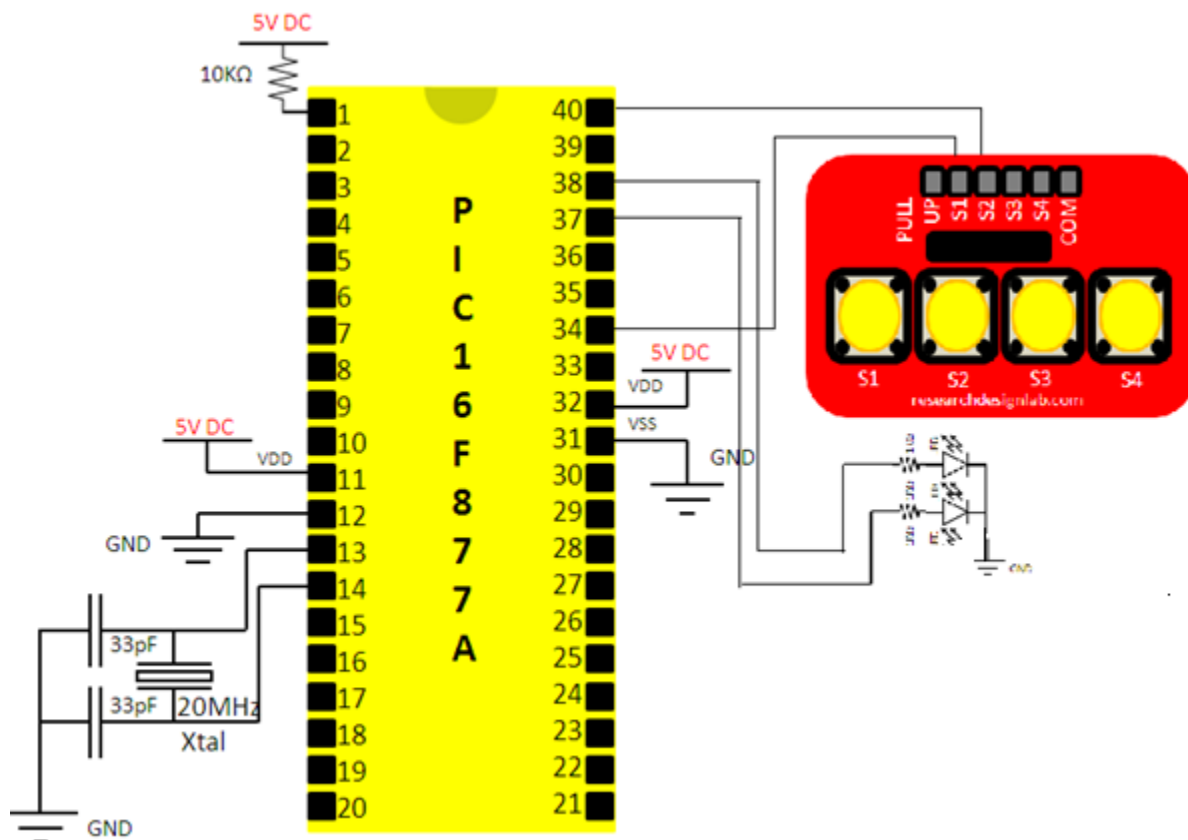 5V DC
10KΩ
1
2
3
4
5
6
7
8
9
10
11
12
13
14
15
16
17
18
19
20
40
39
38
37
36
35
34
33
32
31
30
29
28
27
26
25
24
23
22
21
P
I
C
1
6
F
8
7
7
A
5V DC
VDD
GND
33pF
33pF
20MHz
Xtal
GND
5V DC
VDD
VSS
GND
PULL
UP
S1
S2
S3
S4
COM
S1
S2
S3
S4
researchdesignlab.com
GND